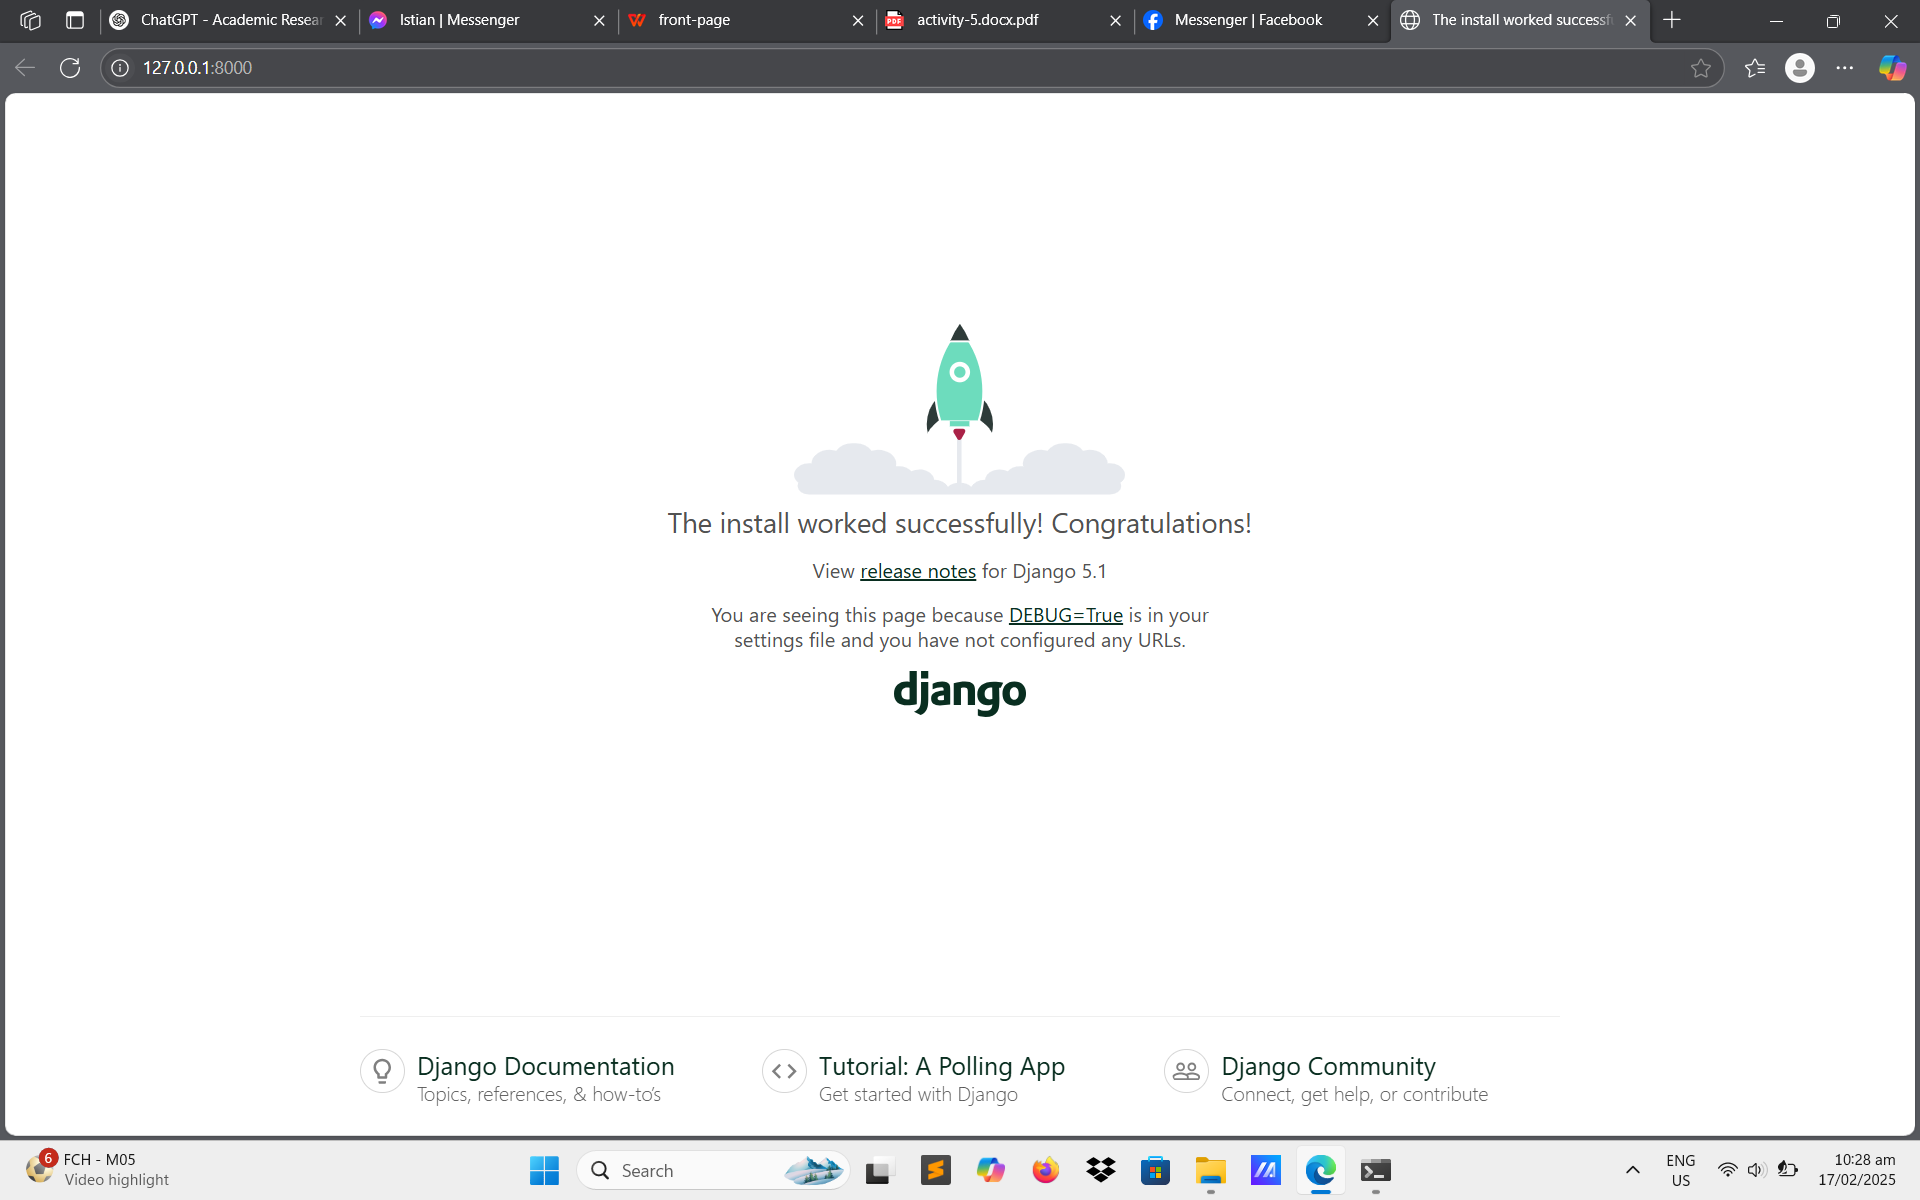 ChatGPT - Academic Resear
Istian | Messenger
front-page
activity-5.docx.pdf
Messenger | Facebook
The install worked successfu
127.0.0.1:8000
The install worked successfully! Congratulations!
View release notes for Django 5.1
You are seeing this page because DEBUG=True is in your
settings file and you have not configured any URLs.
django
Django Documentation
Topics, references, & how-to's
Tutorial: A Polling App
Get started with Django
Django Community
Connect, get help, or contribute
6
FCH - M05
Video highlight
Search
ENG
US
10:28 am
17/02/2025